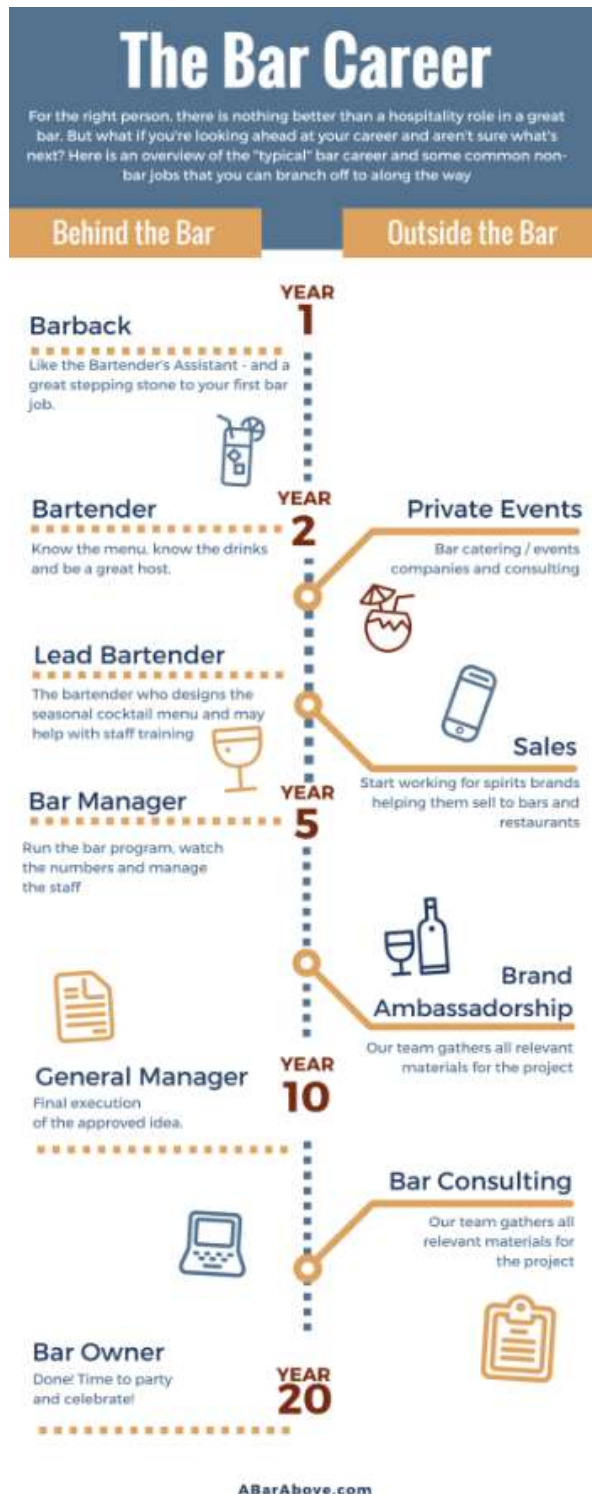 The Bar Career
For the right person, there is nothing better than a hospitality role in a great
bar. But what if you're looking ahead at your career and aren't sure what's
next? Here is an overview of the "typical" bar career and some common non-
bar jobs that you can branch off to along the way
Behind the Bar
Outside the Bar
YEAR
1
Barback
Like the Bartender's Assistant - and a
great stepping stone to your first bar
job.
YEAR
2
Bartender
Know the menu, know the drinks
and be a great host.
Private Events
Bar catering / events
companies and consulting
Lead Bartender
The bartender who designs the
seasonal cocktail menu and may
help with staff training
Sales
Start working for spirits brands
helping them sell to bars and
restaurants
YEAR
5
Bar Manager
Run the bar program, watch
the numbers and manage
the staff
Brand
Ambassadorship
Our team gathers all relevant
materials for the project
YEAR
10
General Manager
Final execution
of the approved idea.
Bar Consulting
Our team gathers all
relevant materials for
the project
Bar Owner
Done! Time to party
and celebrate!
YEAR
20
ABarAbove.com